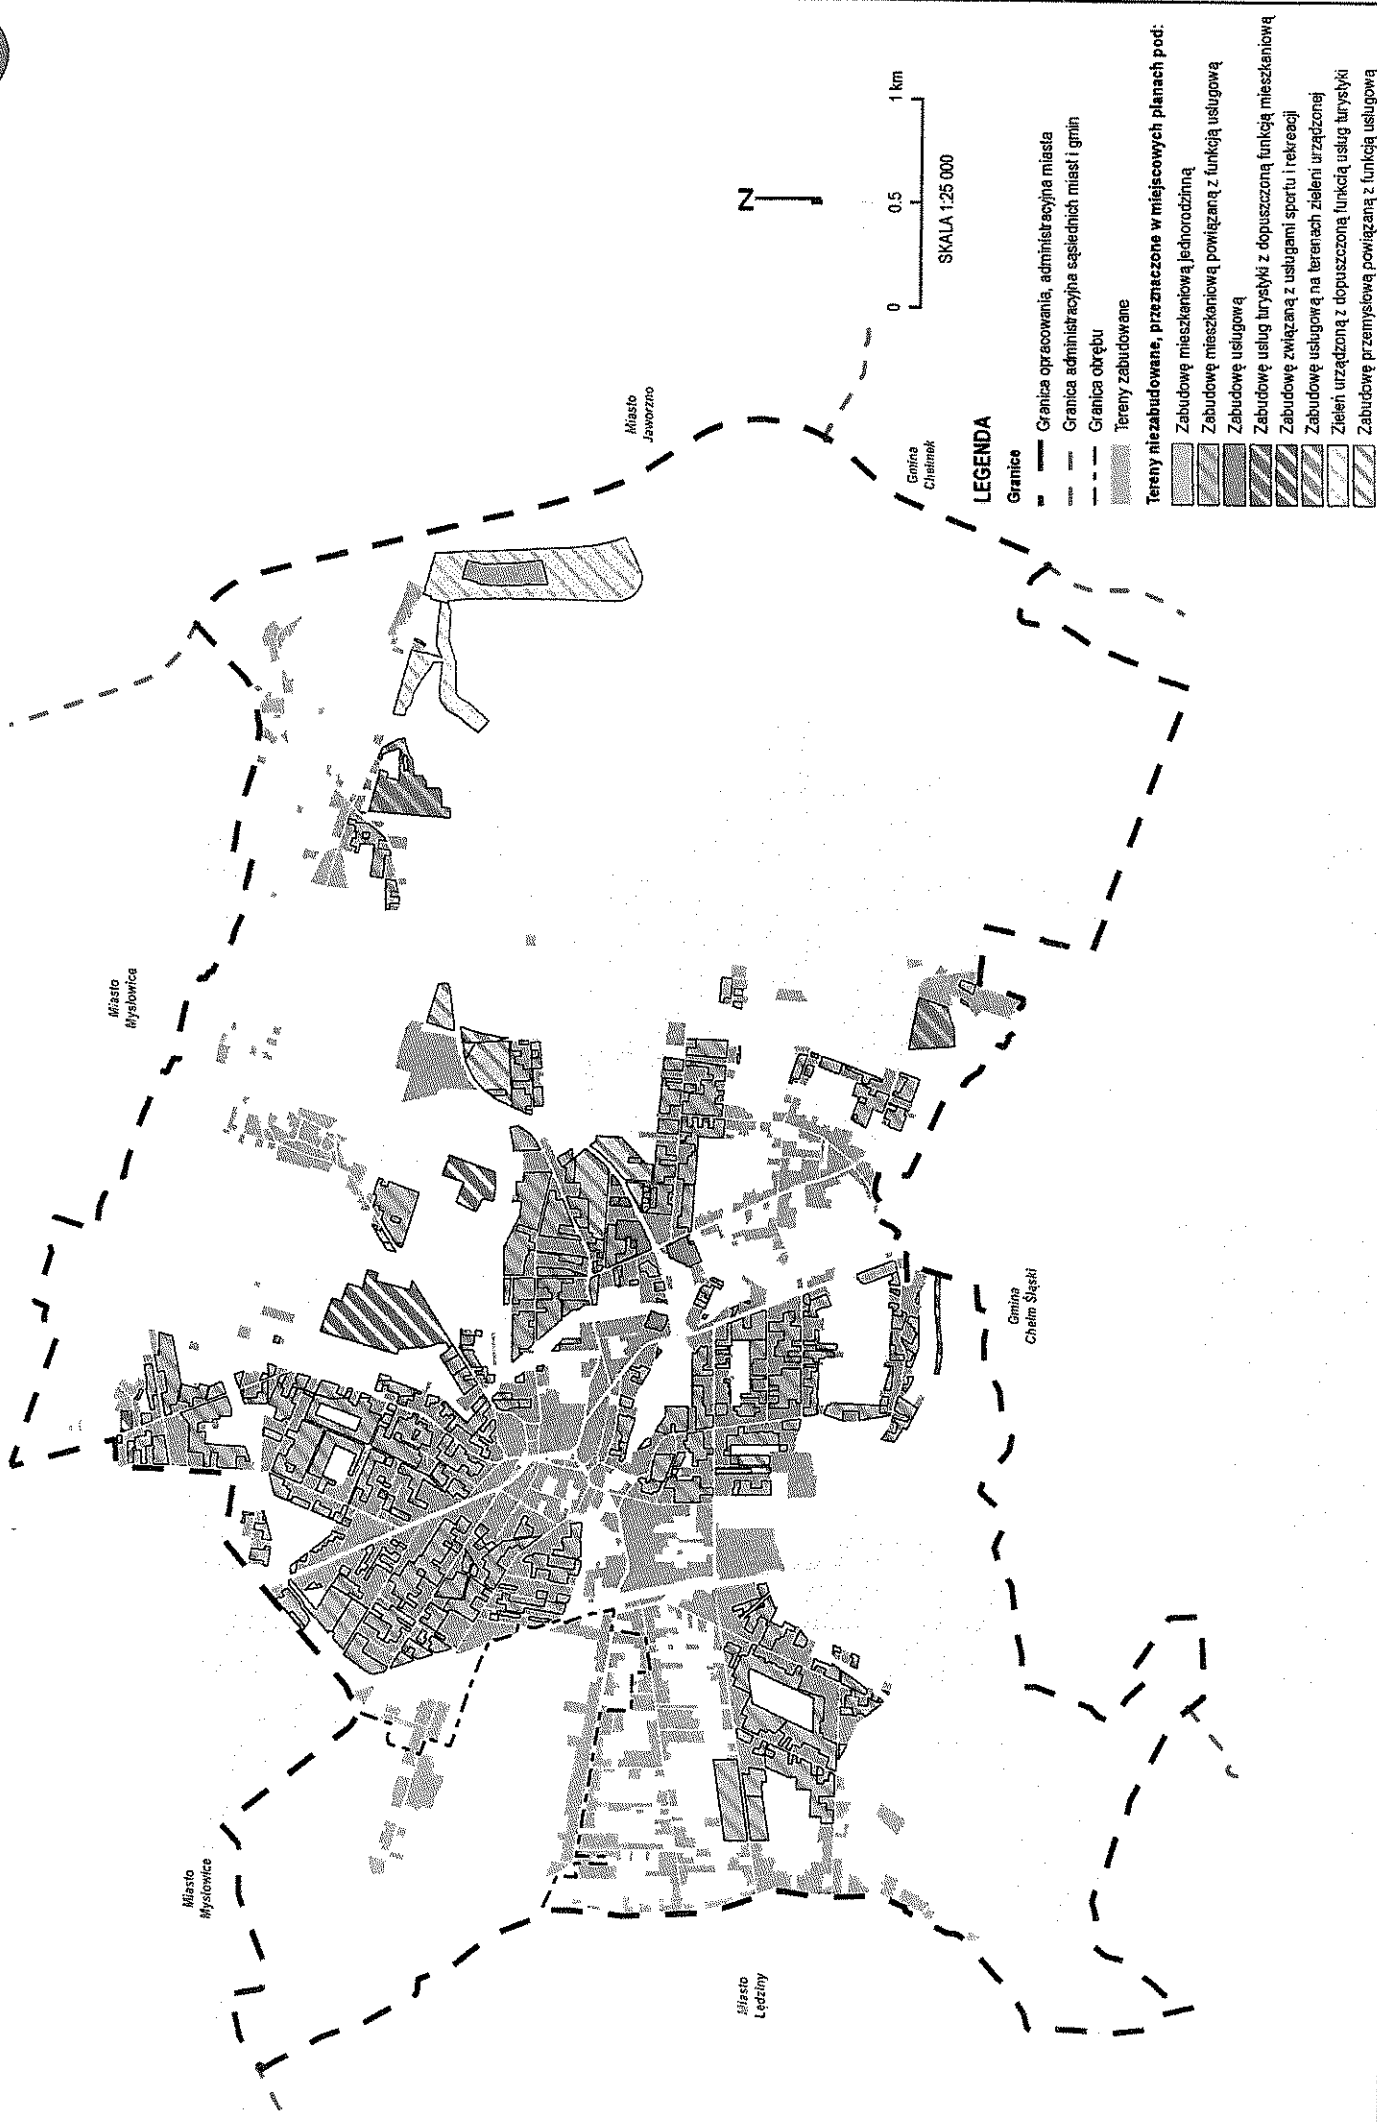 Miasto
Mysłowice
Miasto
Mysłowice
Miasto
Lędziny
Gmina
Chełm Śląski
Miasto
Jaworzno
Gmina
Chełmek
N
0
0.5
1 km
SKALA 1:25 000
LEGENDA
Granice
Granica opracowania, administracyjna miasta
Granica administracyjna sąsiednich miast i gmin
Granica obrębu
Tereny zabudowane
Tereny niezabudowane, przeznaczone w miejscowych planach pod:
Zabudowę mieszkaniową jednorodzinną
Zabudowę mieszkaniową powiązaną z funkcją usługową
Zabudowę usługową
Zabudowę usług turystyki z dopuszczoną funkcją mieszkaniową
Zabudowę związaną z usługami sportu i rekreacji
Zabudowę usługową na terenach zieleni urządzonej
Zieleń urządzoną z dopuszczoną funkcją usług turystyki
Zabudowę przemysłową powiązaną z funkcją usługową